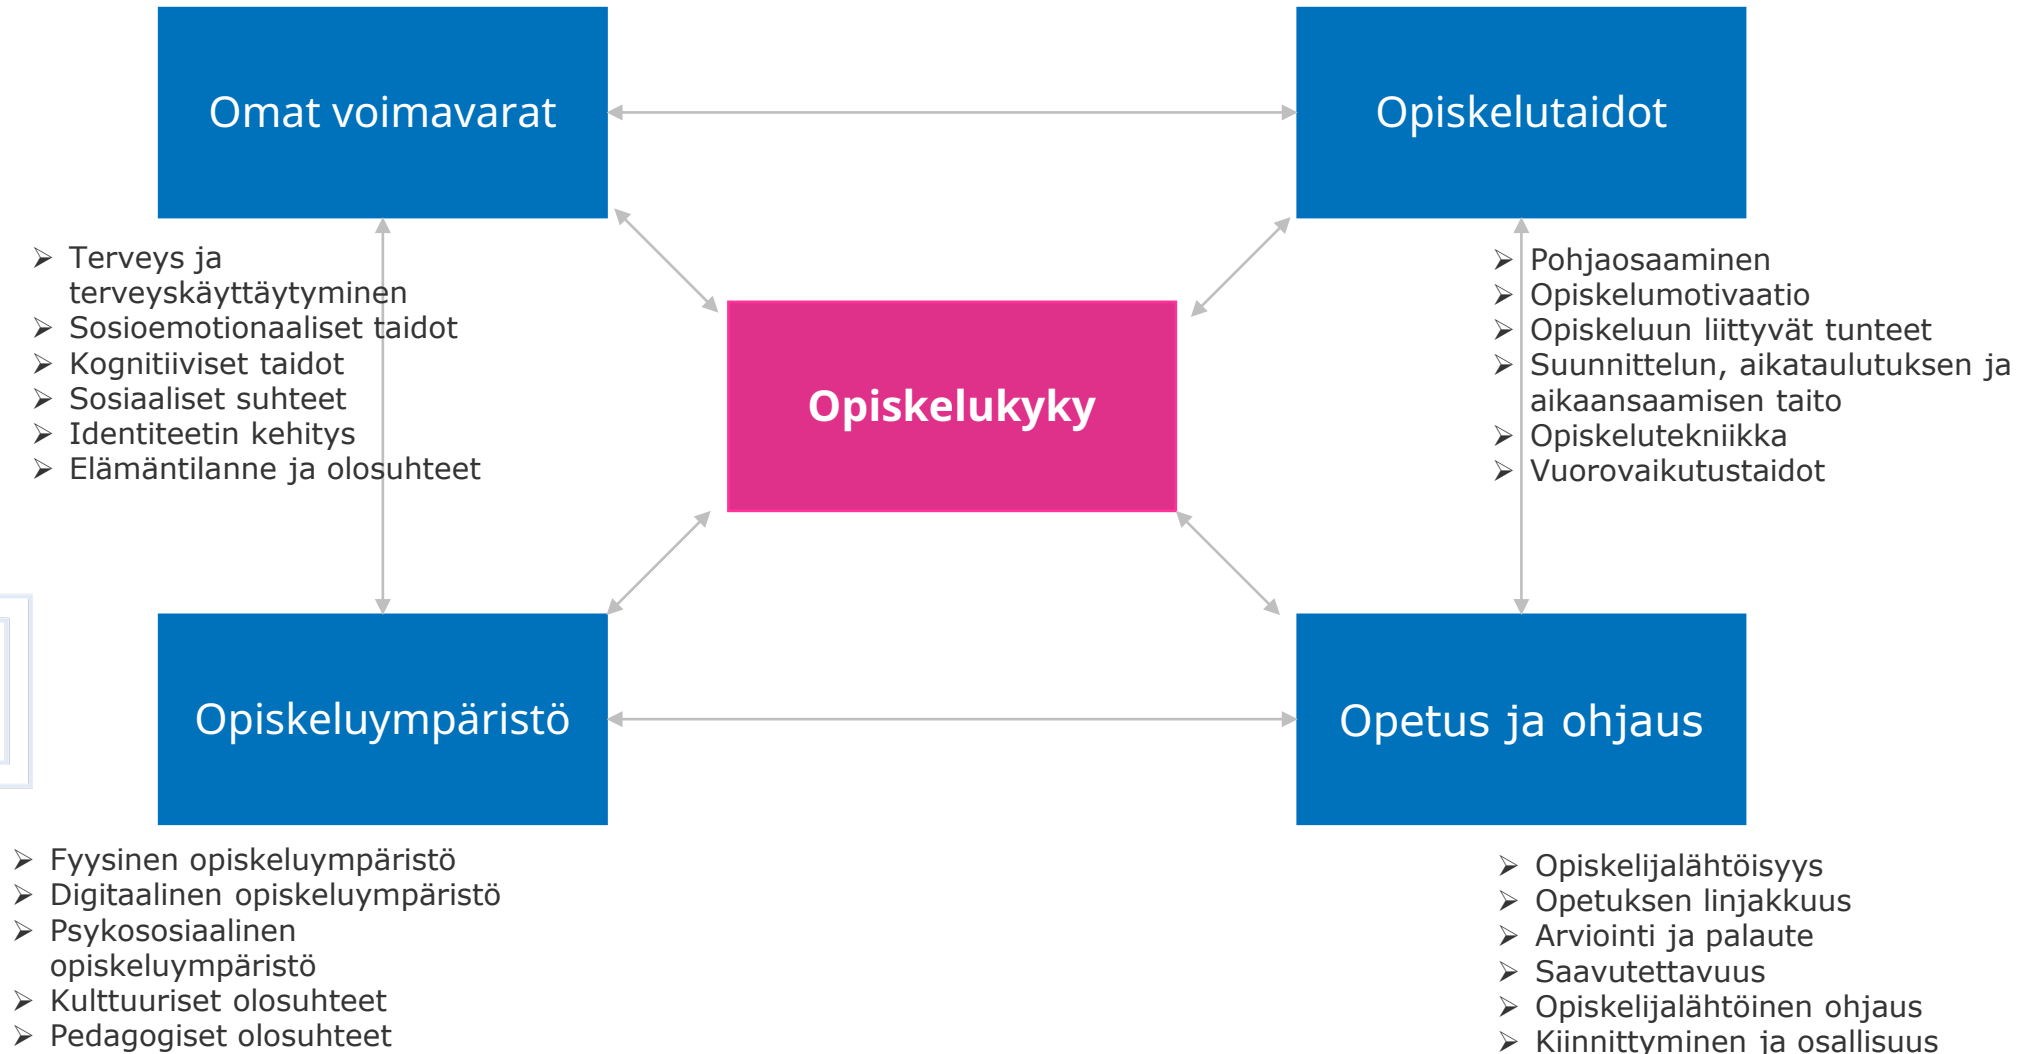 Omat voimavarat
Opiskelutaidot
➢ Terveys ja
terveyskäyttäytyminen
➢ Sosioemotionaaliset taidot
➢ Kognitiiviset taidot
➢ Sosiaaliset suhteet
➢ Identiteetin kehitys
➢ Elämäntilanne ja olosuhteet
Opiskelukyky
➢ Pohjaosaaminen
➢ Opiskelumotivaatio
➢ Opiskeluun liittyvät tunteet
➢ Suunnittelun, aikataulutuksen ja
aikaansaamisen taito
➢ Opiskelutekniikka
➢ Vuorovaikutustaidot
Opiskeluympäristö
Opetus ja ohjaus
➢ Fyysinen opiskeluympäristö
➢ Digitaalinen opiskeluympäristö
➢ Psykososiaalinen
opiskeluympäristö
➢ Kulttuuriset olosuhteet
➢ Pedagogiset olosuhteet
➢ Opiskelijalähtöisyys
➢ Opetuksen linjakkuus
➢ Arviointi ja palaute
➢ Saavutettavuus
➢ Opiskelijalähtöinen ohjaus
➢ Kiinnittyminen ja osallisuus